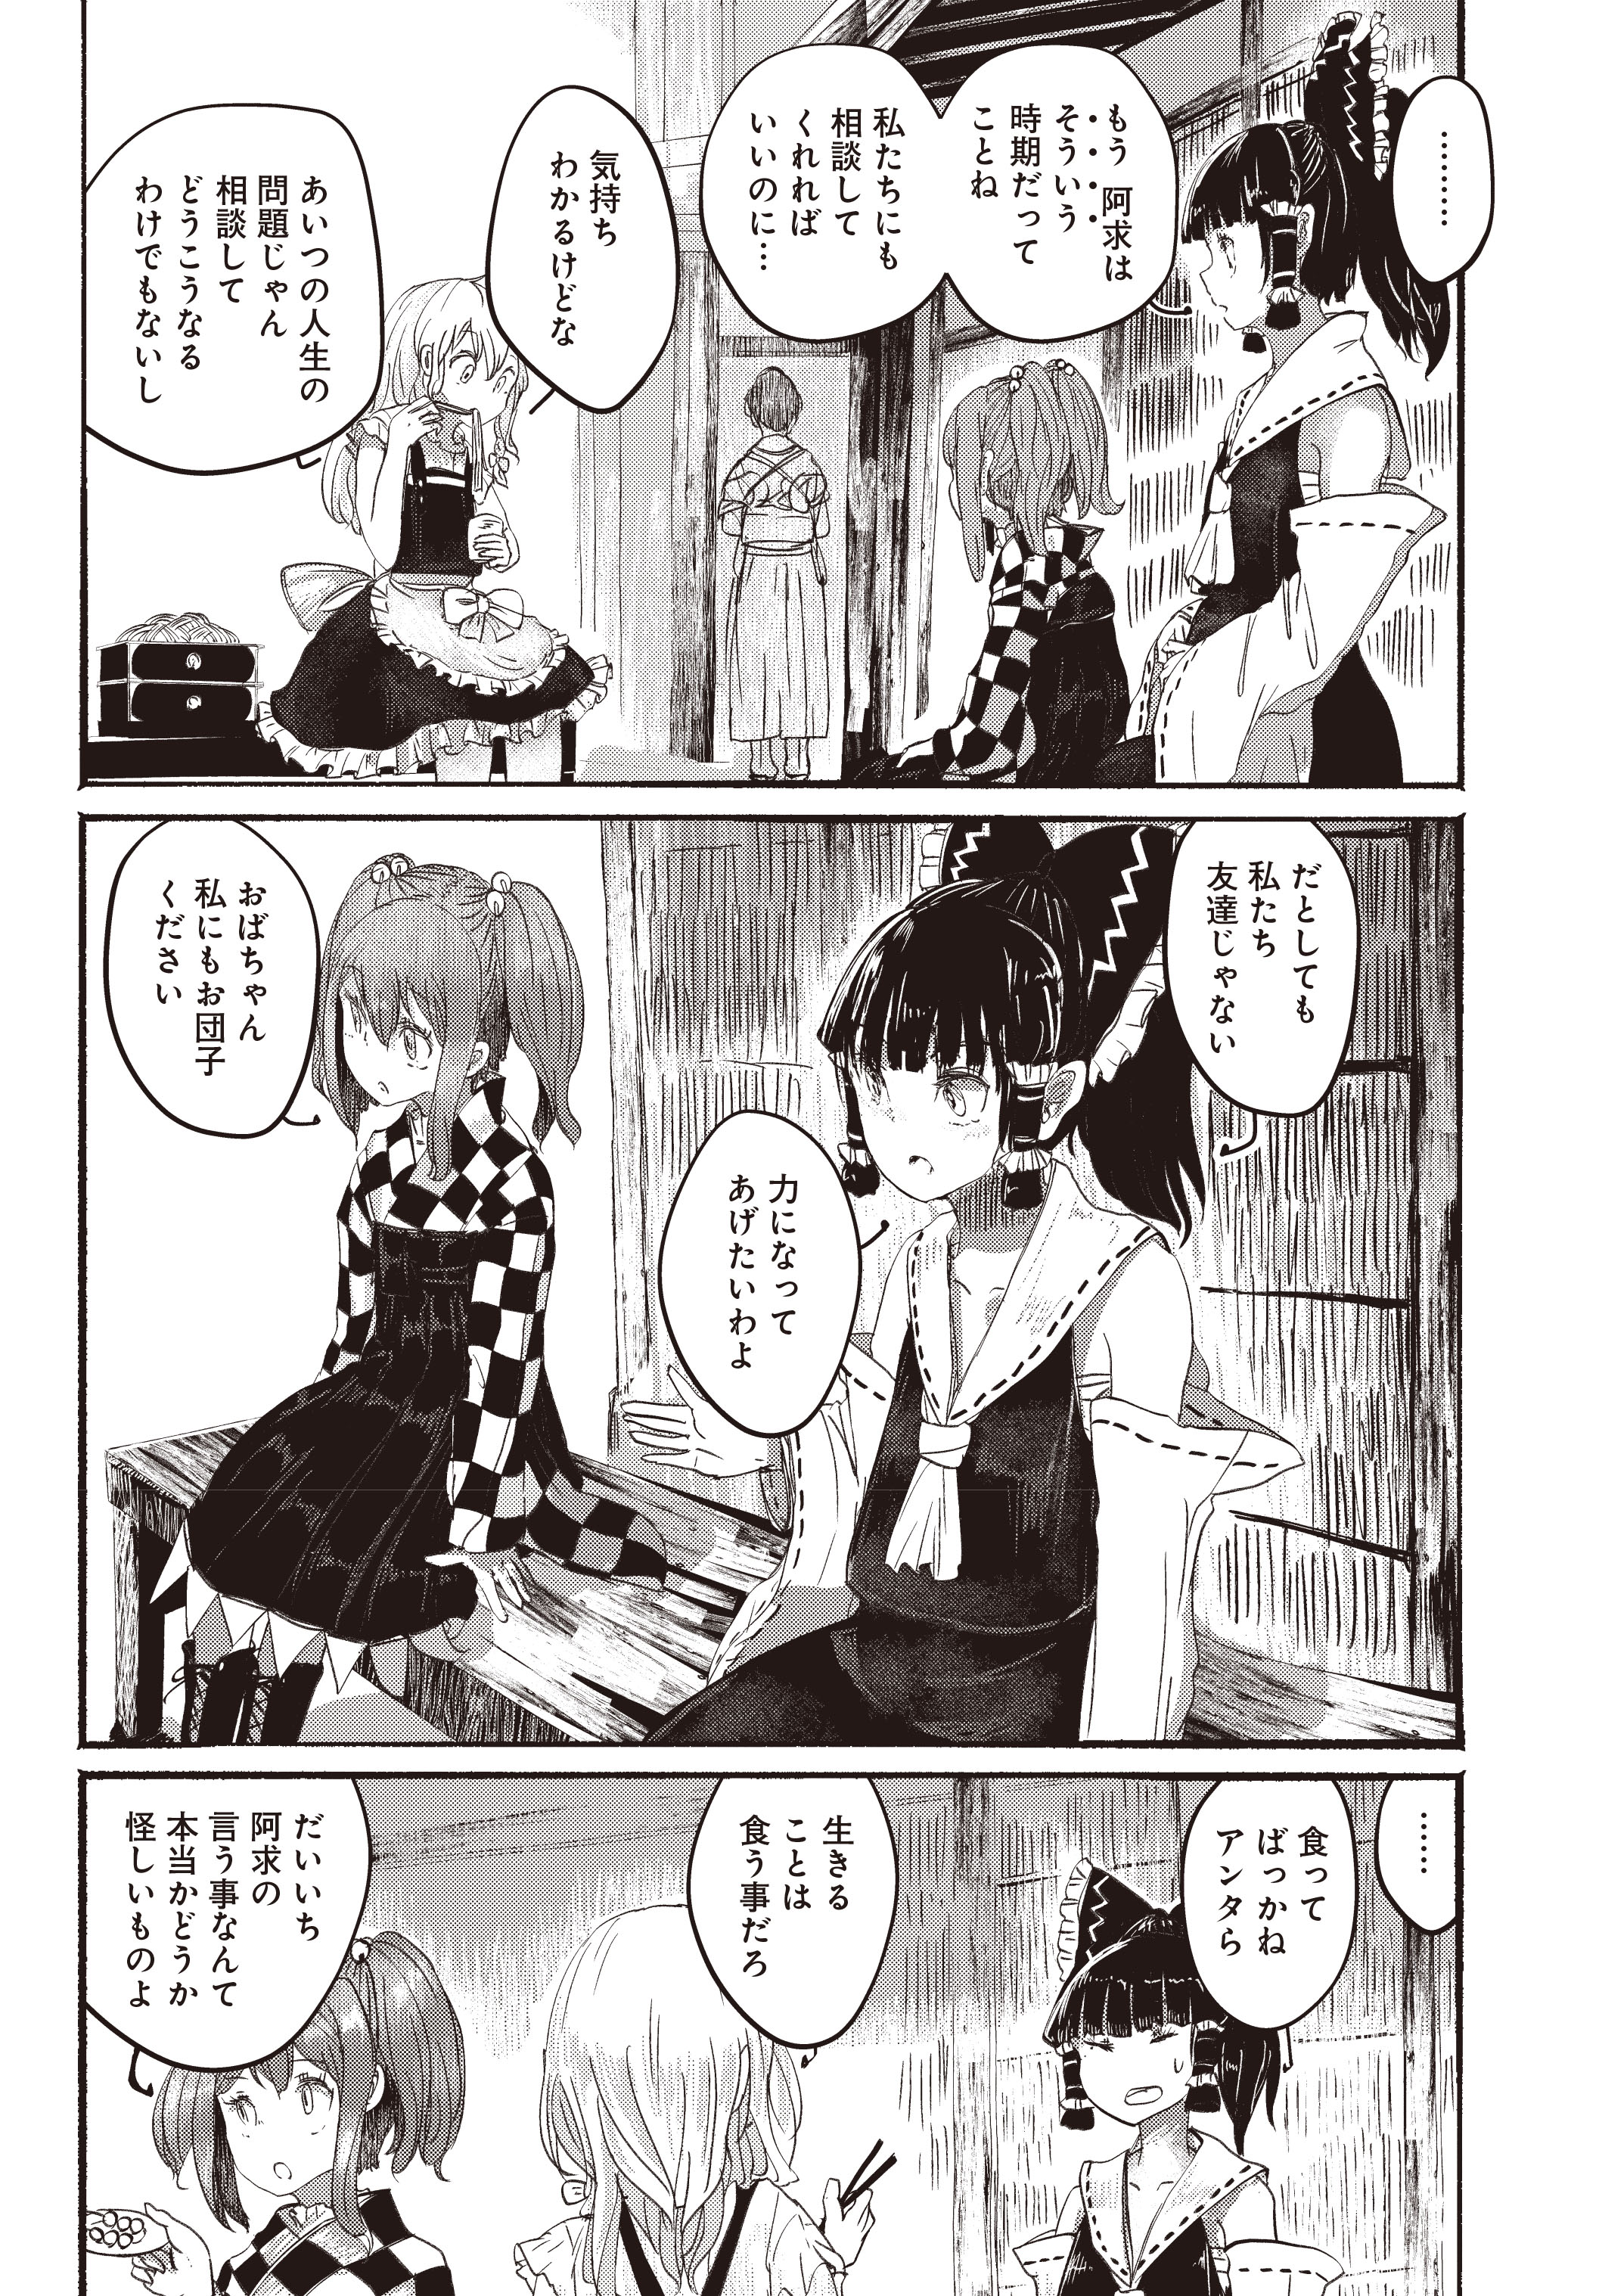 ………
もう 阿求は
そういう
時期だって
ことね
私たちにも
相談して
くれれば
いいのに…
気持ち
わかるけどな
あいつの人生の
問題じゃん
相談して
どうこうなる
わけでもないし
だとしても
私たち
友達じゃない
力になって
あげたいわよ
おばちゃん
私にもお団子
ください
……
食って
ばっかね
アンタら
生きる
ことは
食う事だろ
だいいち
阿求の
言う事なんて
本当かどうか
怪しいものよ